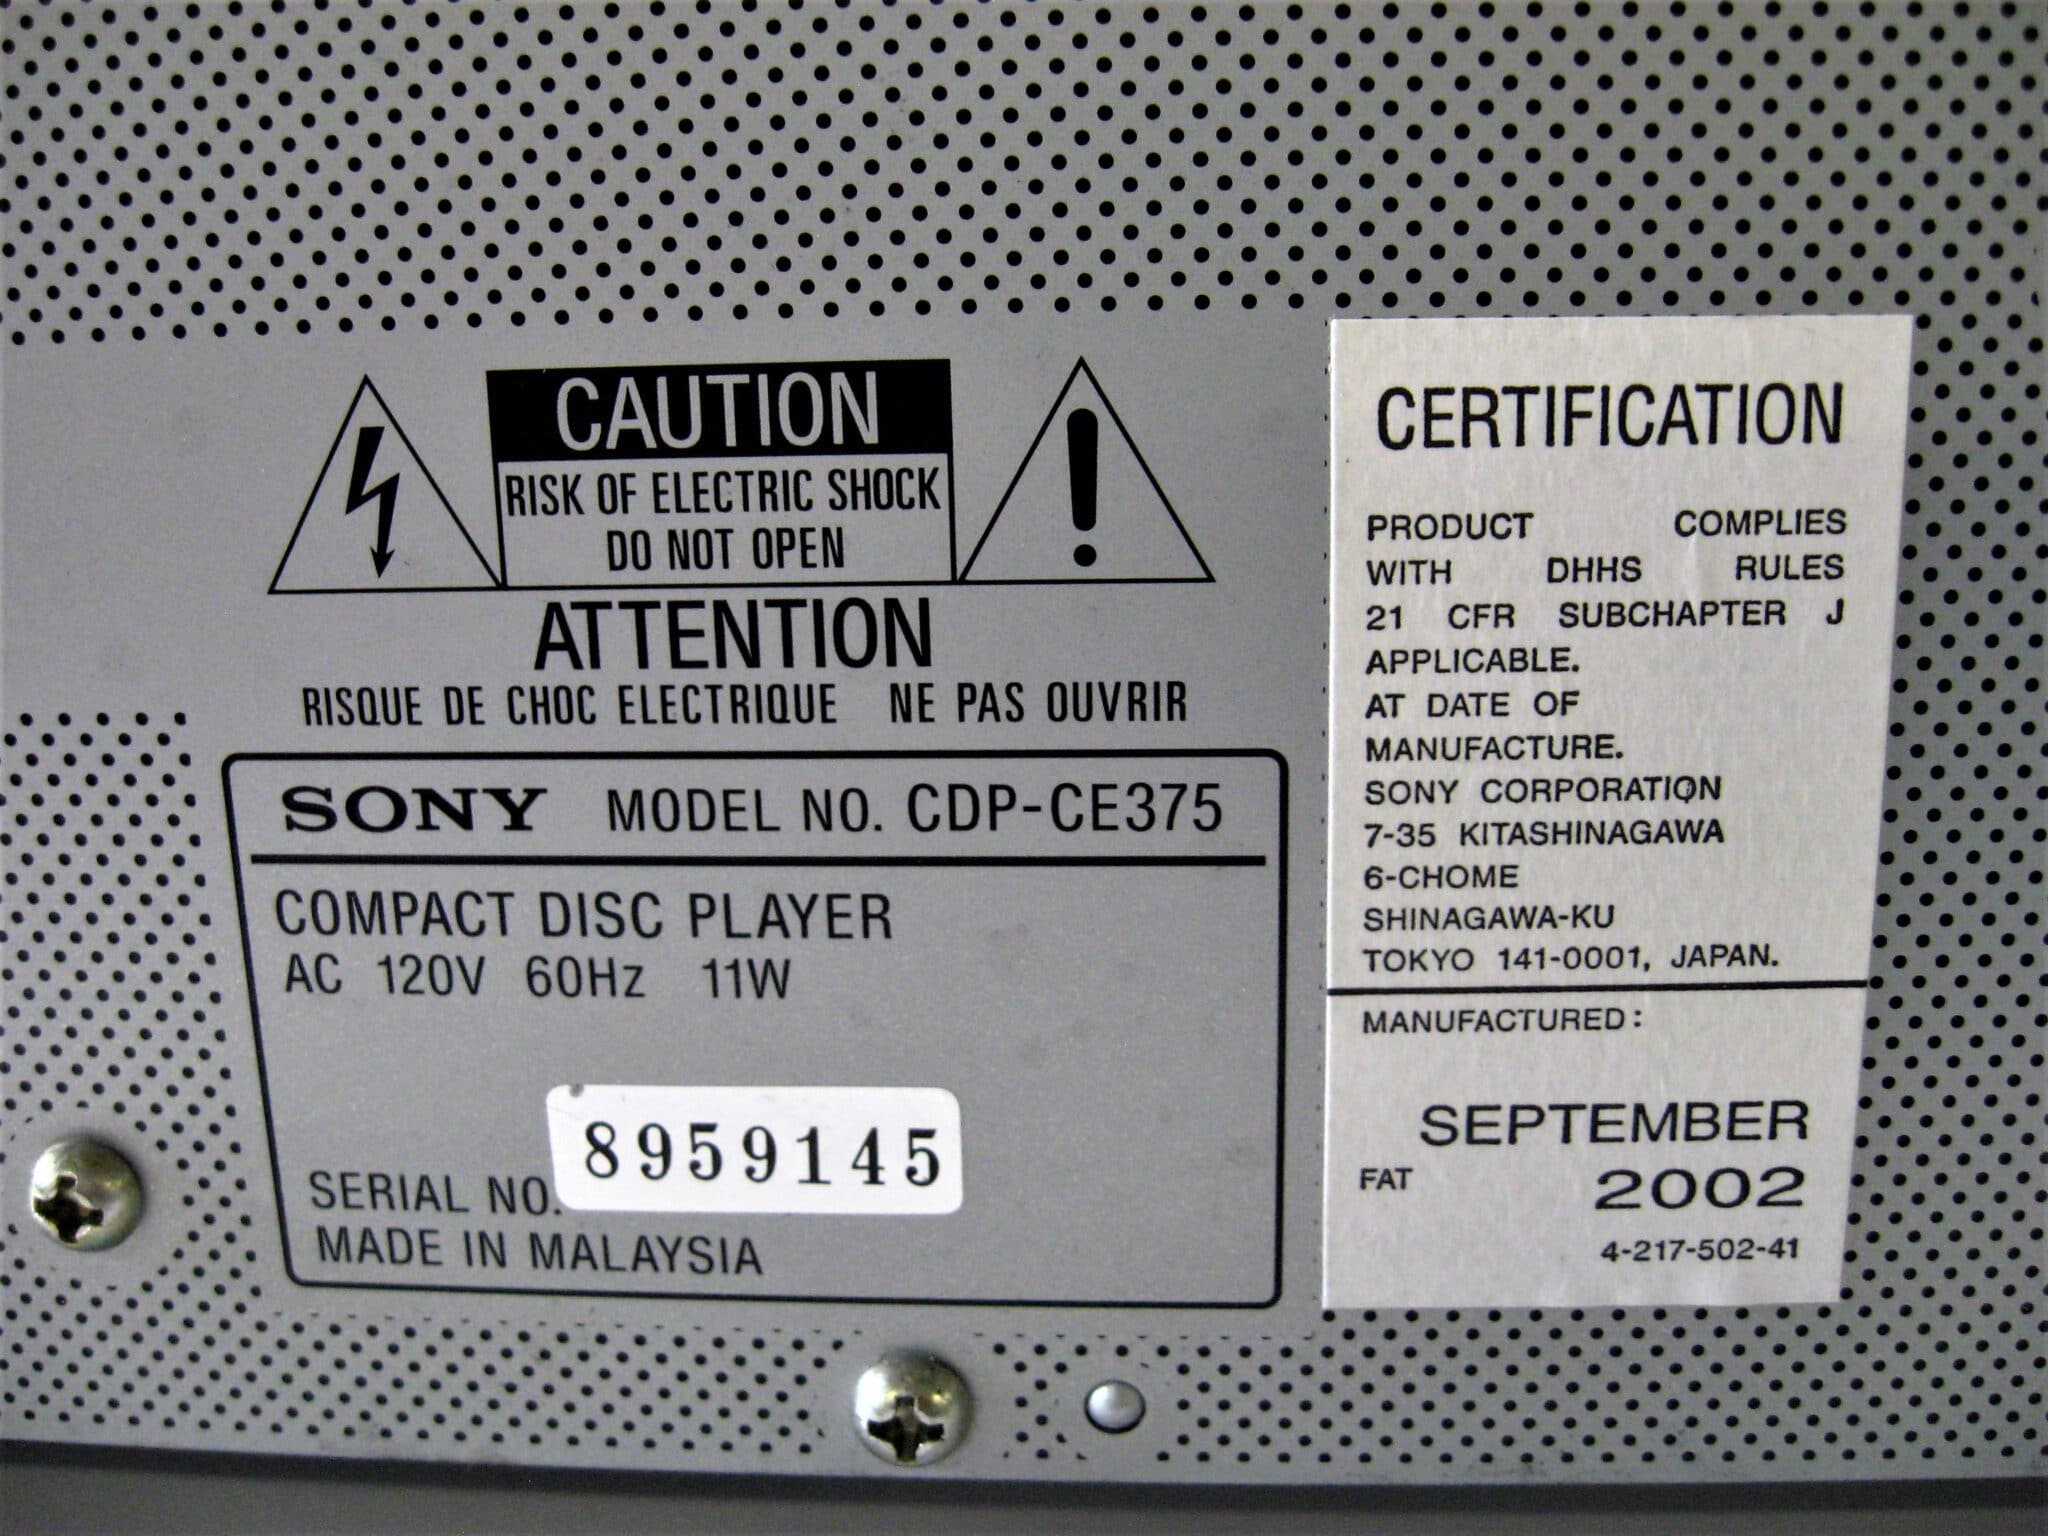 CAUTION
RISK OF ELECTRIC SHOCK
DO NOT OPEN
ATTENTION
RISQUE DE CHOC ELECTRIQUE NE PAS OUVRIR
SONY MODEL NO. CDP-CE375
COMPACT DISC PLAYER
AC 120V 60Hz 11W
8959145
SERIAL NO.
MADE IN MALAYSIA
CERTIFICATION
PRODUCT COMPLIES
WITH DHHS RULES
21 CFR SUBCHAPTER J
APPLICABLE.
AT DATE OF
MANUFACTURE.
SONY CORPORATION
7-35 KITASHINAGAWA
6-CHOME
SHINAGAWA-KU
TOKYO 141-0001, JAPAN.
MANUFACTURED:
SEPTEMBER
FAT 2002
4-217-502-41